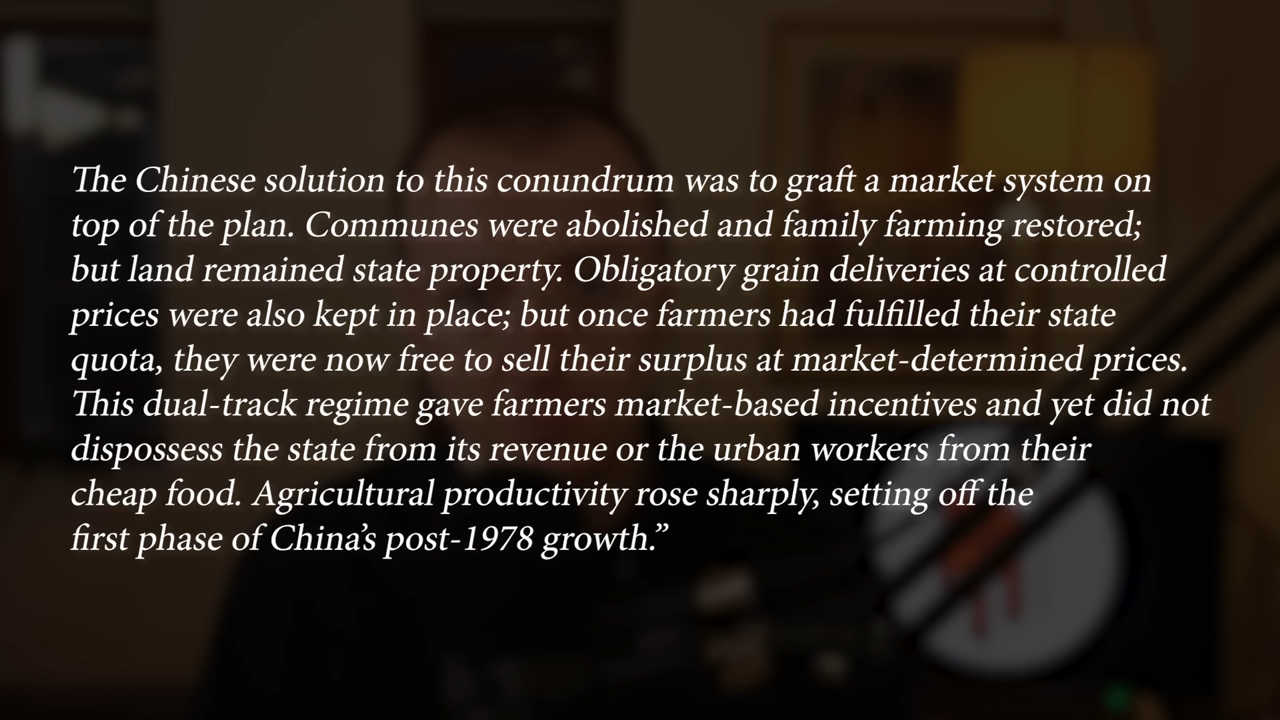 The Chinese solution to this conundrum was to graft a market system on
top of the plan. Communes were abolished and family farming restored;
but land remained state property. Obligatory grain deliveries at controlled
prices were also kept in place; but once farmers had fulfilled their state
quota, they were now free to sell their surplus at market-determined prices.
This dual-track regime gave farmers market-based incentives and yet did not
dispossess the state from its revenue or the urban workers from their
cheap food. Agricultural productivity rose sharply, setting off the
first phase of China’s post-1978 growth.”